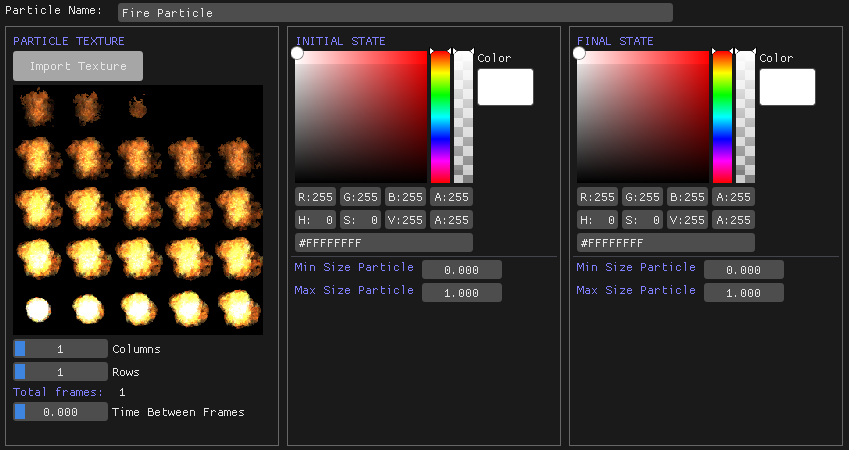 Particle Name: Fire Particle
PARTICLE TEXTURE
Import Texture
1 Columns
1 Rows
Total frames: 1
0.000 Time Between Frames
INITIAL STATE
Color
R:255 G:255 B:255 A:255
H: 0 S: 0 V:255 A:255
#FFFFFFFF
Min Size Particle 0.000
Max Size Particle 1.000
FINAL STATE
Color
R:255 G:255 B:255 A:255
H: 0 S: 0 V:255 A:255
#FFFFFFFF
Min Size Particle 0.000
Max Size Particle 1.000